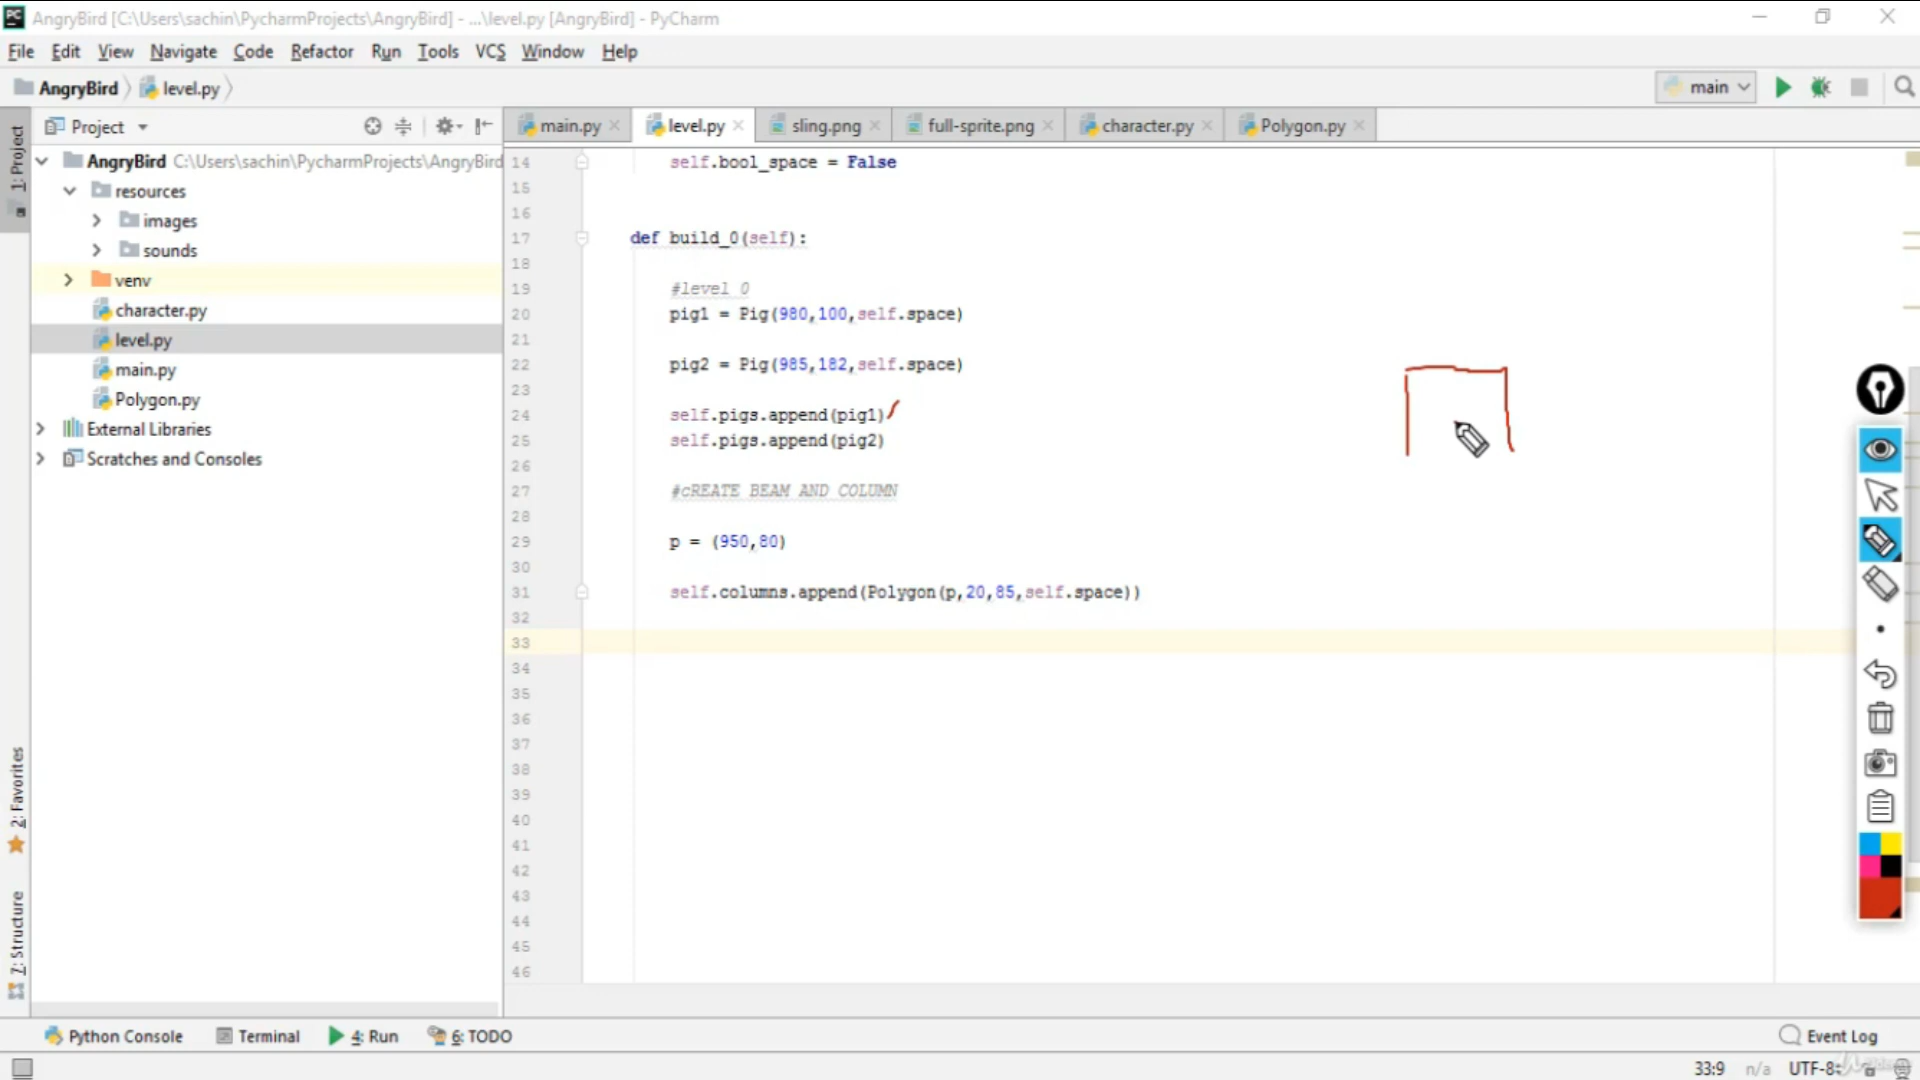 AngryBird [C:\Users\sachin\PycharmProjects\AngryBird] - ...\level.py [AngryBird] - PyCharm
File Edit View Navigate Code Refactor Run Tools VCS Window Help
AngryBird level.py main
Project main.py level.py sling.png full-sprite.png character.py Polygon.py
1: Project
AngryBird C:\Users\sachin\PycharmProjects\AngryBird
resources
images
sounds
venv
character.py
level.py
main.py
Polygon.py
External Libraries
Scratches and Consoles
2: Favorites
7: Structure
14 self.bool_space = False
15
16
17 def build_0(self):
18
19 #level 0
20 pig1 = Pig(980,100,self.space)
21
22 pig2 = Pig(985,182,self.space)
23
24 self.pigs.append(pig1)
25 self.pigs.append(pig2)
26
27 #cREATE BEAM AND COLUMN
28
29 p = (950,80)
30
31 self.columns.append(Polygon(p,20,85,self.space))
32
33
34
35
36
37
38
39
40
41
42
43
44
45
46
Python Console Terminal 4: Run 6: TODO Event Log
33:9 n/a UTF-8